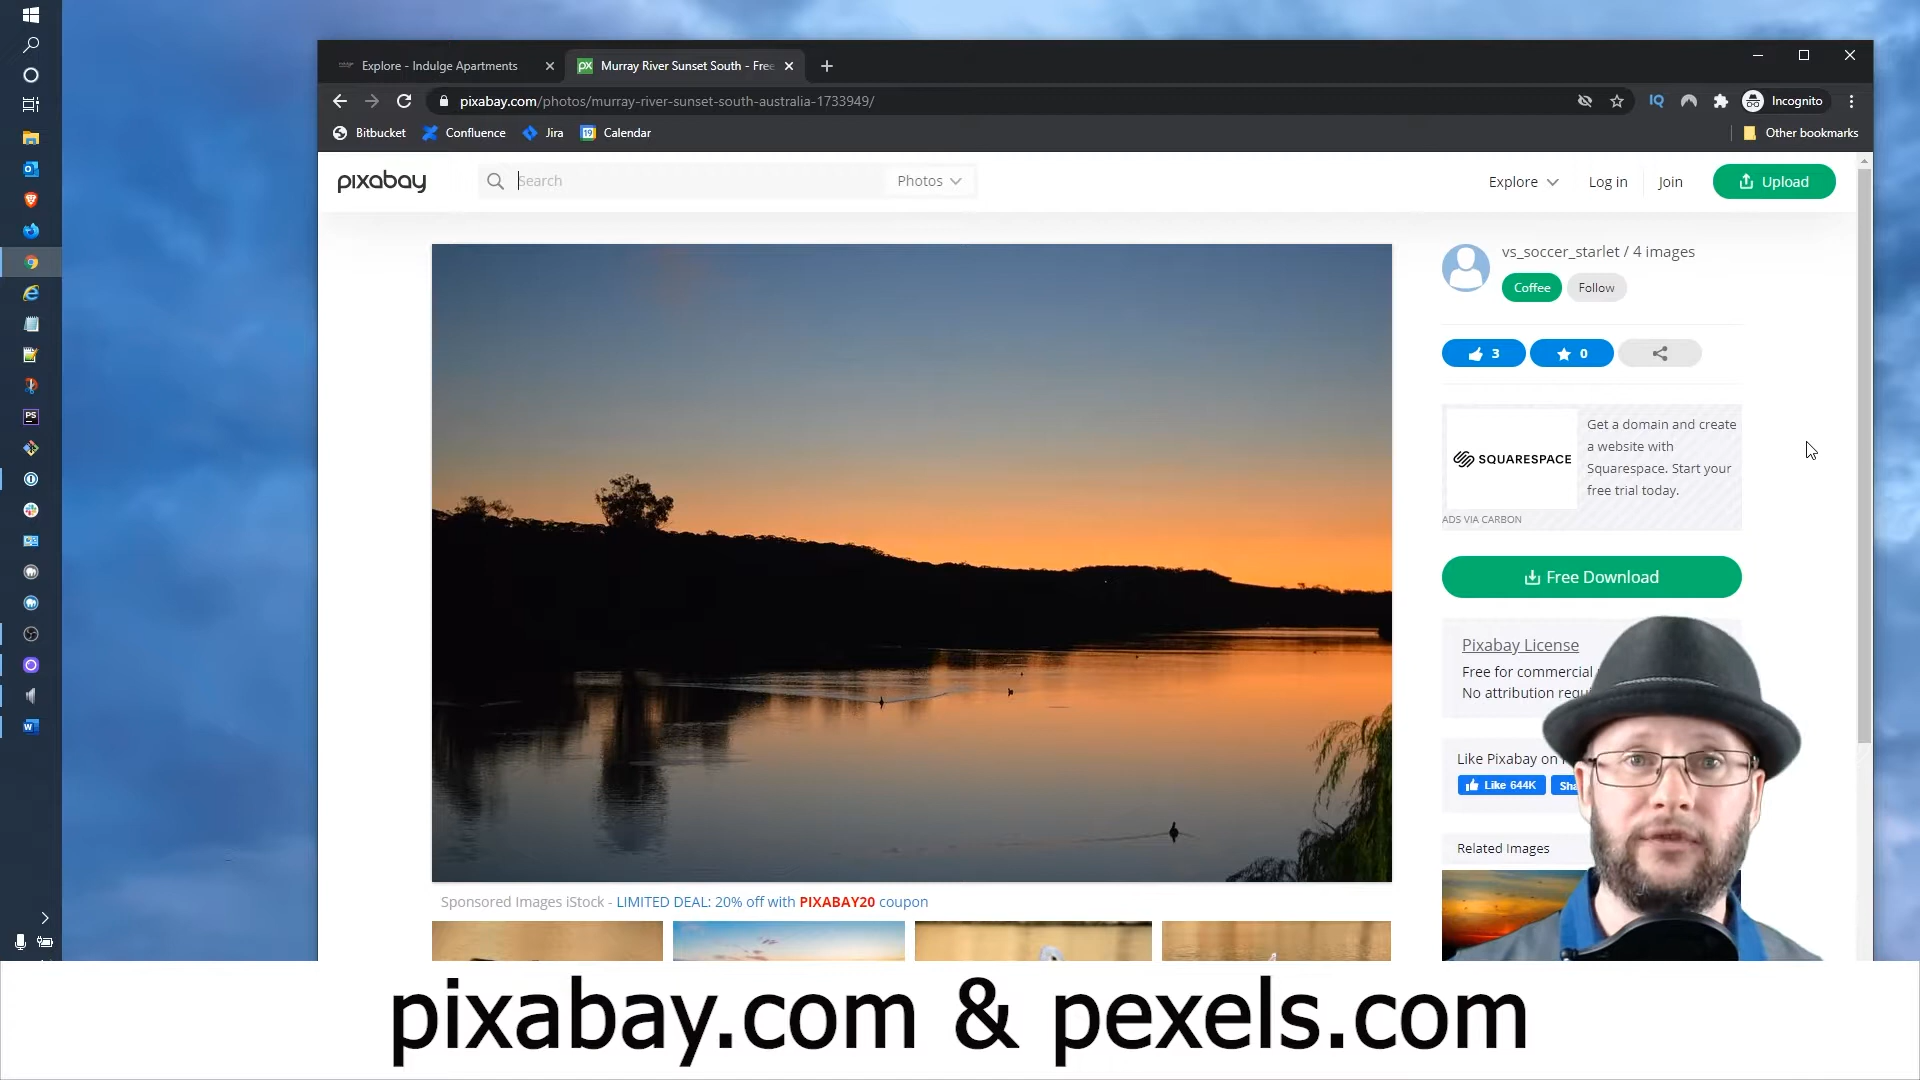 Explore - Indulge Apartments
Murray River Sunset South - Free
pixabay.com/photos/murray-river-sunset-south-australia-1733949/
IQ
Incognito
Bitbucket
Confluence
Jira
Calendar
Other bookmarks
pixabay
Search
Photos
Explore
Log in
Join
Upload
vs_soccer_starlet / 4 images
Coffee
Follow
3
0
SQUARESPACE
Get a domain and create
a website with
Squarespace. Start your
free trial today.
ADS VIA CARBON
Free Download
Pixabay License
Free for commercial
No attribution requ
Like Pixabay on
Like 644K
Sha
Related Images
Sponsored Images iStock - LIMITED DEAL: 20% off with PIXABAY20 coupon
pixabay.com & pexels.com